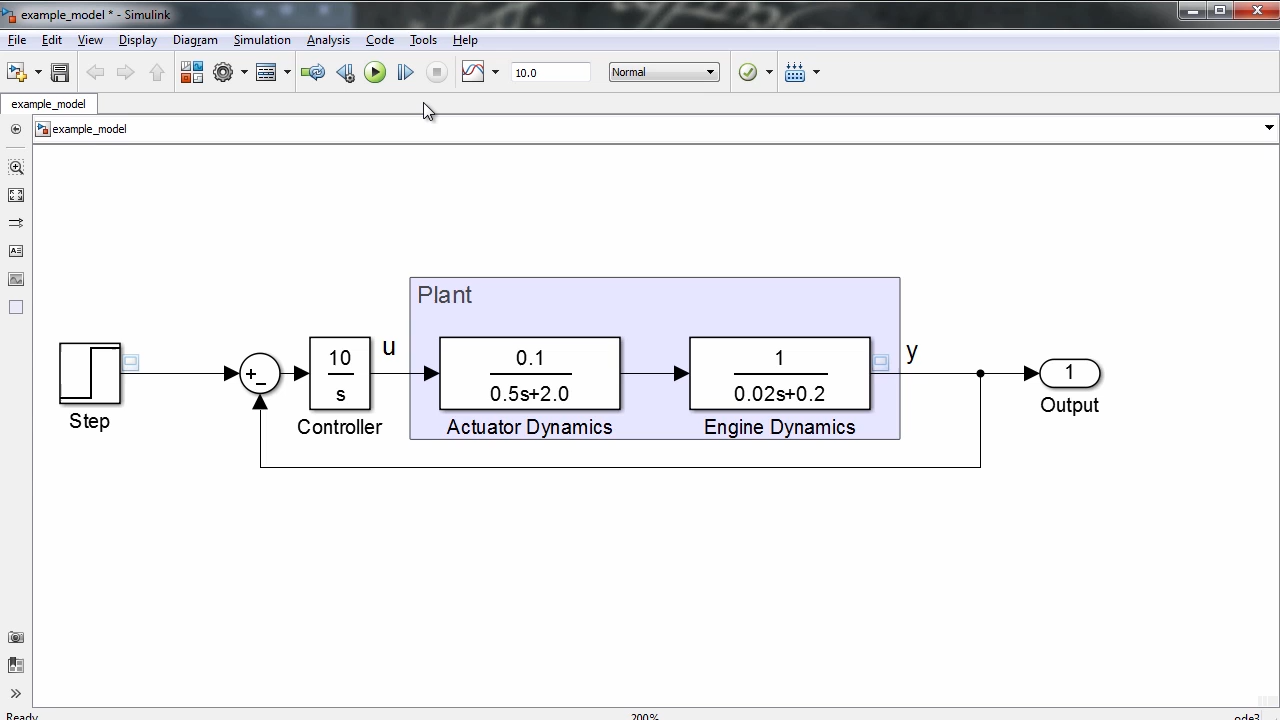 example_model * - Simulink
File Edit View Display Diagram Simulation Analysis Code Tools Help
10.0 Normal
example_model
example_model
Plant
u
y
+
_
10
s
0.1
0.5s+2.0
1
0.02s+0.2
1
Step
Controller
Actuator Dynamics
Engine Dynamics
Output
Ready 200% ode3